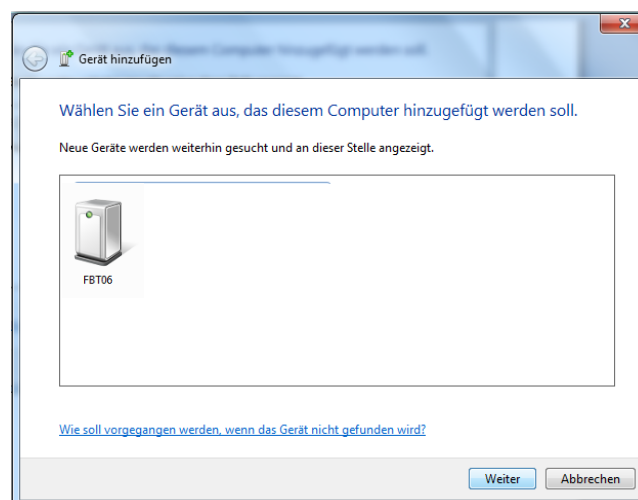 Gerät hinzufügen
Wählen Sie ein Gerät aus, das diesem Computer hinzugefügt werden soll.
Neue Geräte werden weiterhin gesucht und an dieser Stelle angezeigt.
FBT06
Wie soll vorgegangen werden, wenn das Gerät nicht gefunden wird?
Weiter
Abbrechen